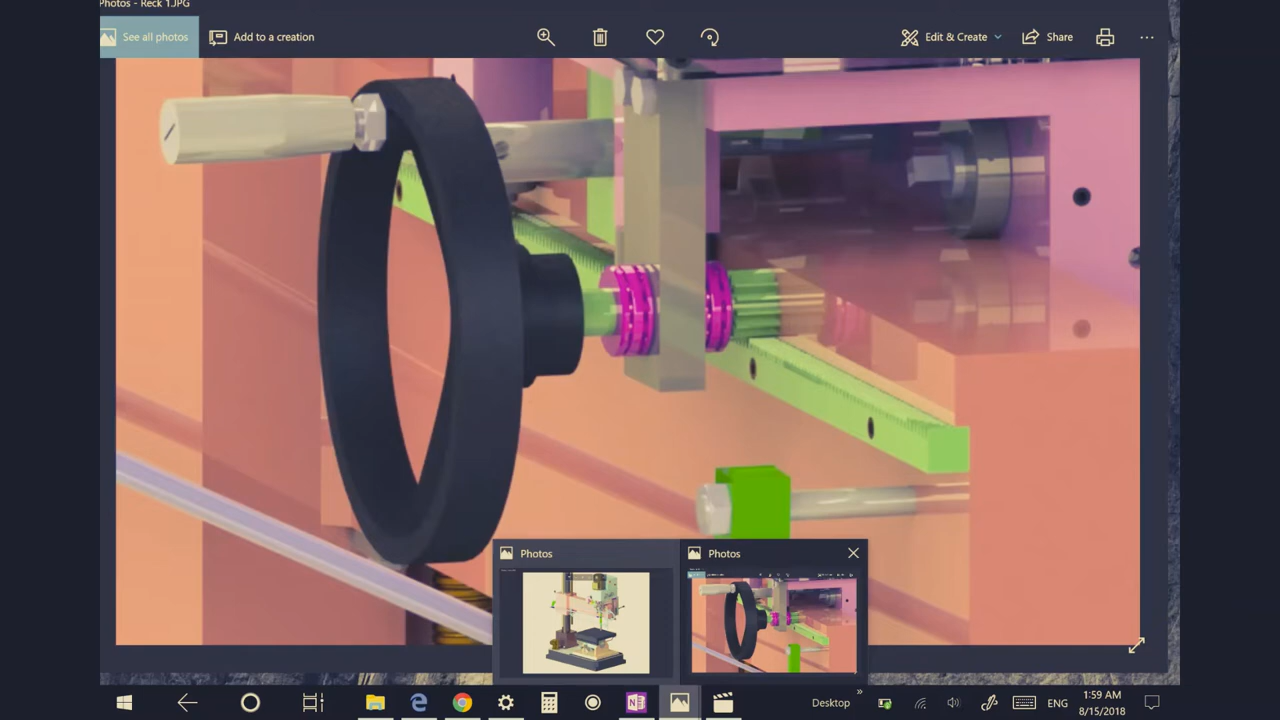 Photos - Reck 1.JPG
See all photos
Add to a creation
Edit & Create
Share
Photos
Photos
Desktop
»
ENG
1:59 AM
8/15/2018